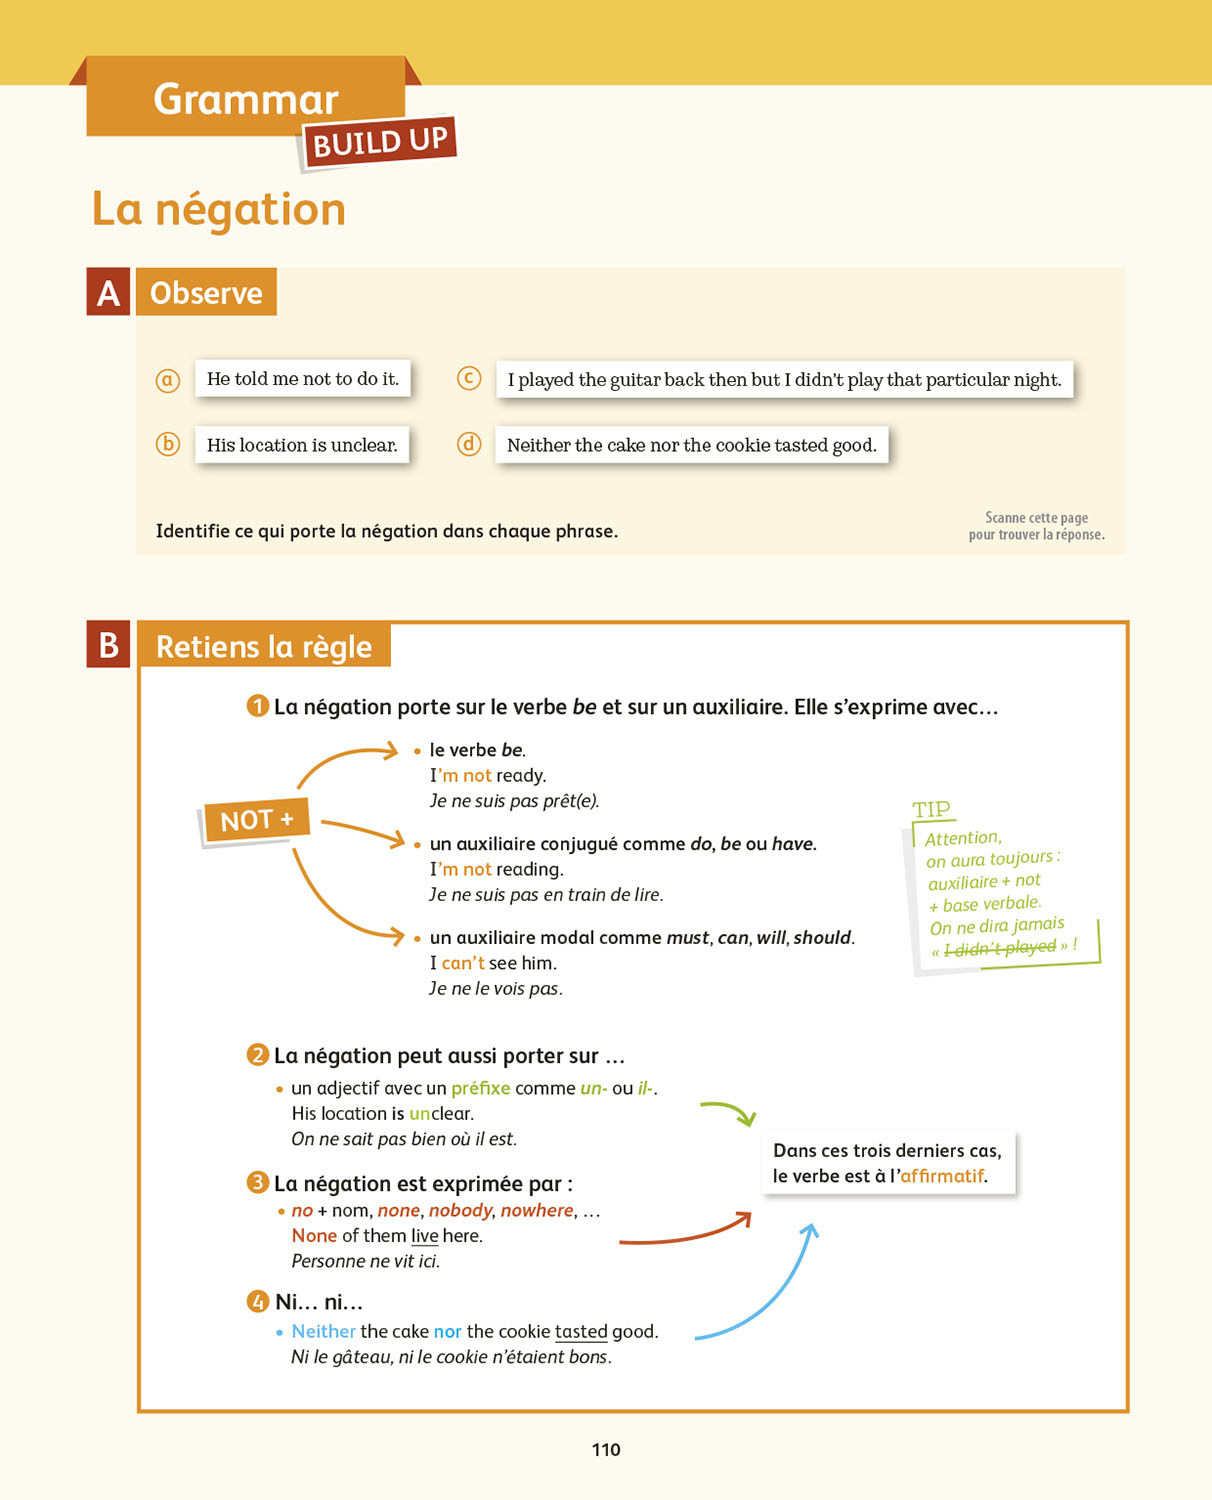 Grammar
BUILD UP
La négation
A Observe
a He told me not to do it.
b His location is unclear.
c I played the guitar back then but I didn't play that particular night.
d Neither the cake nor the cookie tasted good.
Identifie ce qui porte la négation dans chaque phrase.
Scanne cette page
pour trouver la réponse.
B Retiens la règle
1 La négation porte sur le verbe be et sur un auxiliaire. Elle s'exprime avec…
NOT +
• le verbe be.
I'm not ready.
Je ne suis pas prêt(e).
• un auxiliaire conjugué comme do, be ou have.
I'm not reading.
Je ne suis pas en train de lire.
• un auxiliaire modal comme must, can, will, should.
I can't see him.
Je ne le vois pas.
TIP
Attention,
on aura toujours :
auxiliaire + not
+ base verbale.
On ne dira jamais
« I didn't played » !
2 La négation peut aussi porter sur …
• un adjectif avec un préfixe comme un- ou il-.
His location is unclear.
On ne sait pas bien où il est.
3 La négation est exprimée par :
• no + nom, none, nobody, nowhere, …
None of them live here.
Personne ne vit ici.
4 Ni… ni…
• Neither the cake nor the cookie tasted good.
Ni le gâteau, ni le cookie n'étaient bons.
Dans ces trois derniers cas,
le verbe est à l'affirmatif.
110